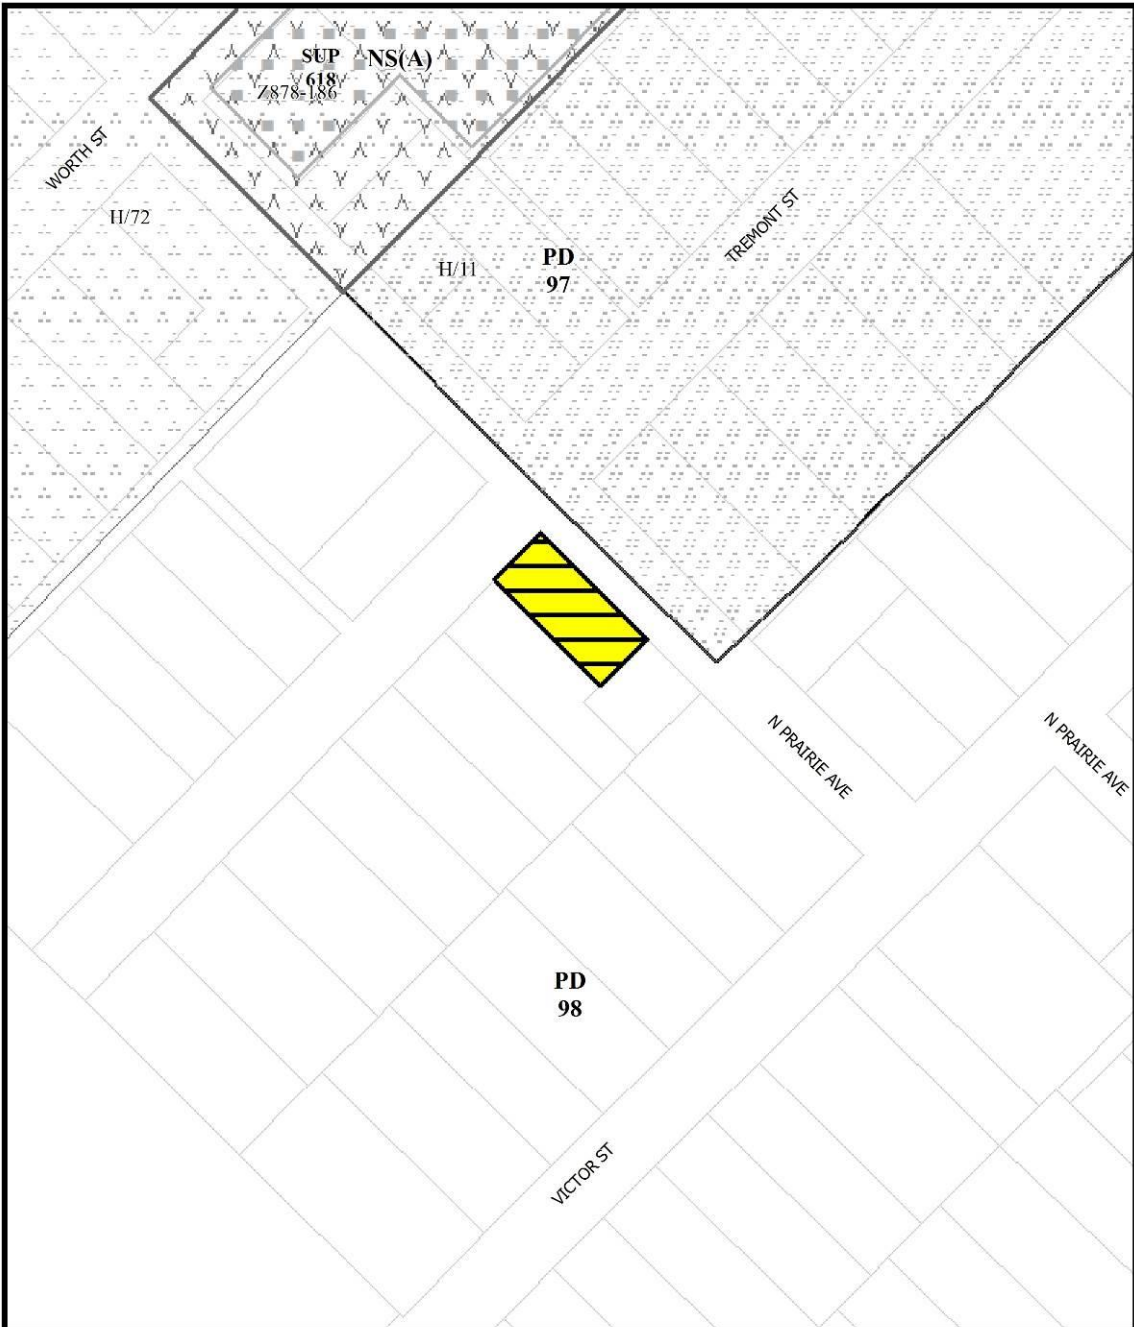 SUP
618
NS(A)
Z878-186
WORTH ST
H/72
TREMONT ST
H/11
PD
97
N PRAIRIE AVE
N PRAIRIE AVE
PD
98
VICTOR ST